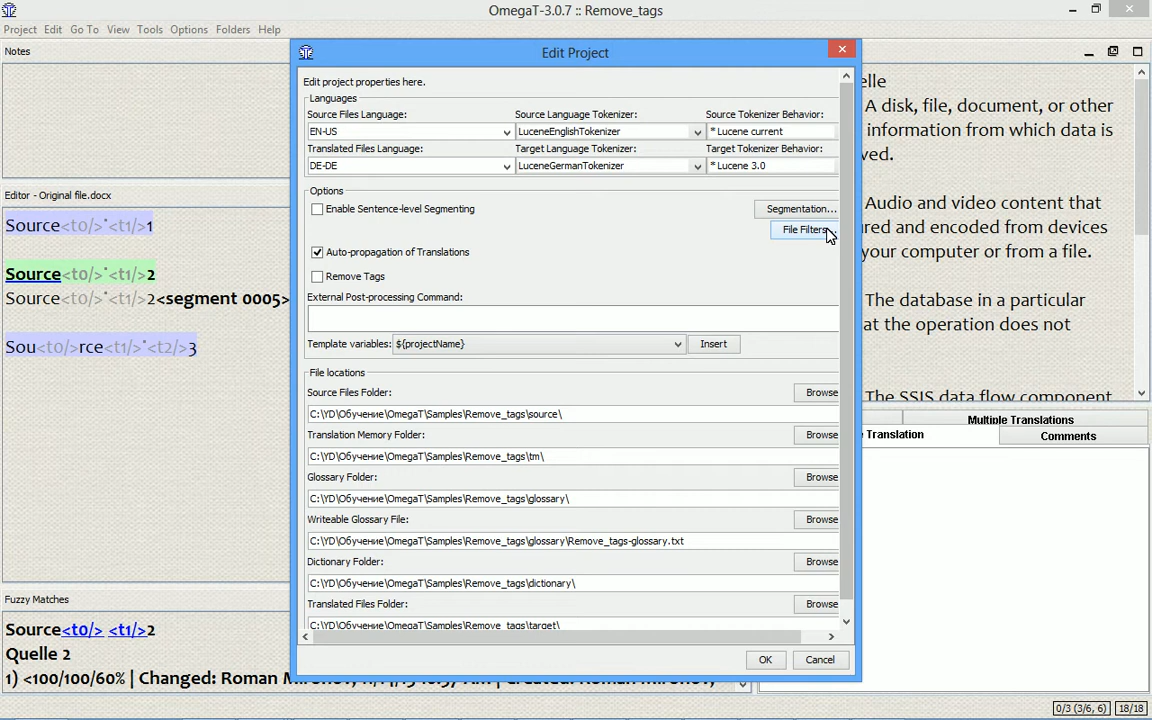 OmegaT-3.0.7 :: Remove_tags
Project Edit Go To View Tools Options Folders Help
Notes
Editor - Original file.docx
Source<t0/>°<t1/>1
Source<t0/>°<t1/>2
Source<t0/>°<t1/>2<segment 0005>
Sou<t0/>rce<t1/>°<t2/>3
Fuzzy Matches
Source<t0/> <t1/>2
Quelle 2
1) <100/100/60% | Changed: Roman
Edit Project
Edit project properties here.
Languages
Source Files Language: Source Language Tokenizer: Source Tokenizer Behavior:
EN-US LuceneEnglishTokenizer * Lucene current
Translated Files Language: Target Language Tokenizer: Target Tokenizer Behavior:
DE-DE LuceneGermanTokenizer * Lucene 3.0
Options
Enable Sentence-level Segmenting Segmentation...
File Filters...
Auto-propagation of Translations
Remove Tags
External Post-processing Command:
Template variables: ${projectName} Insert
File locations
Source Files Folder: Browse
C:\YD\Обучение\OmegaT\Samples\Remove_tags\source\
Translation Memory Folder: Browse
C:\YD\Обучение\OmegaT\Samples\Remove_tags\tm\
Glossary Folder: Browse
C:\YD\Обучение\OmegaT\Samples\Remove_tags\glossary\
Writeable Glossary File: Browse
C:\YD\Обучение\OmegaT\Samples\Remove_tags\glossary\Remove_tags-glossary.txt
Dictionary Folder: Browse
C:\YD\Обучение\OmegaT\Samples\Remove_tags\dictionary\
Translated Files Folder: Browse
C:\YD\Обучение\OmegaT\Samples\Remove_tags\target\
OK Cancel
elle
A disk, file, document, or other
information from which data is
ved.
Audio and video content that
red and encoded from devices
your computer or from a file.
The database in a particular
at the operation does not
The SSIS data flow component
Multiple Translations
Translation Comments
0/3 (3/6, 6) 18/18